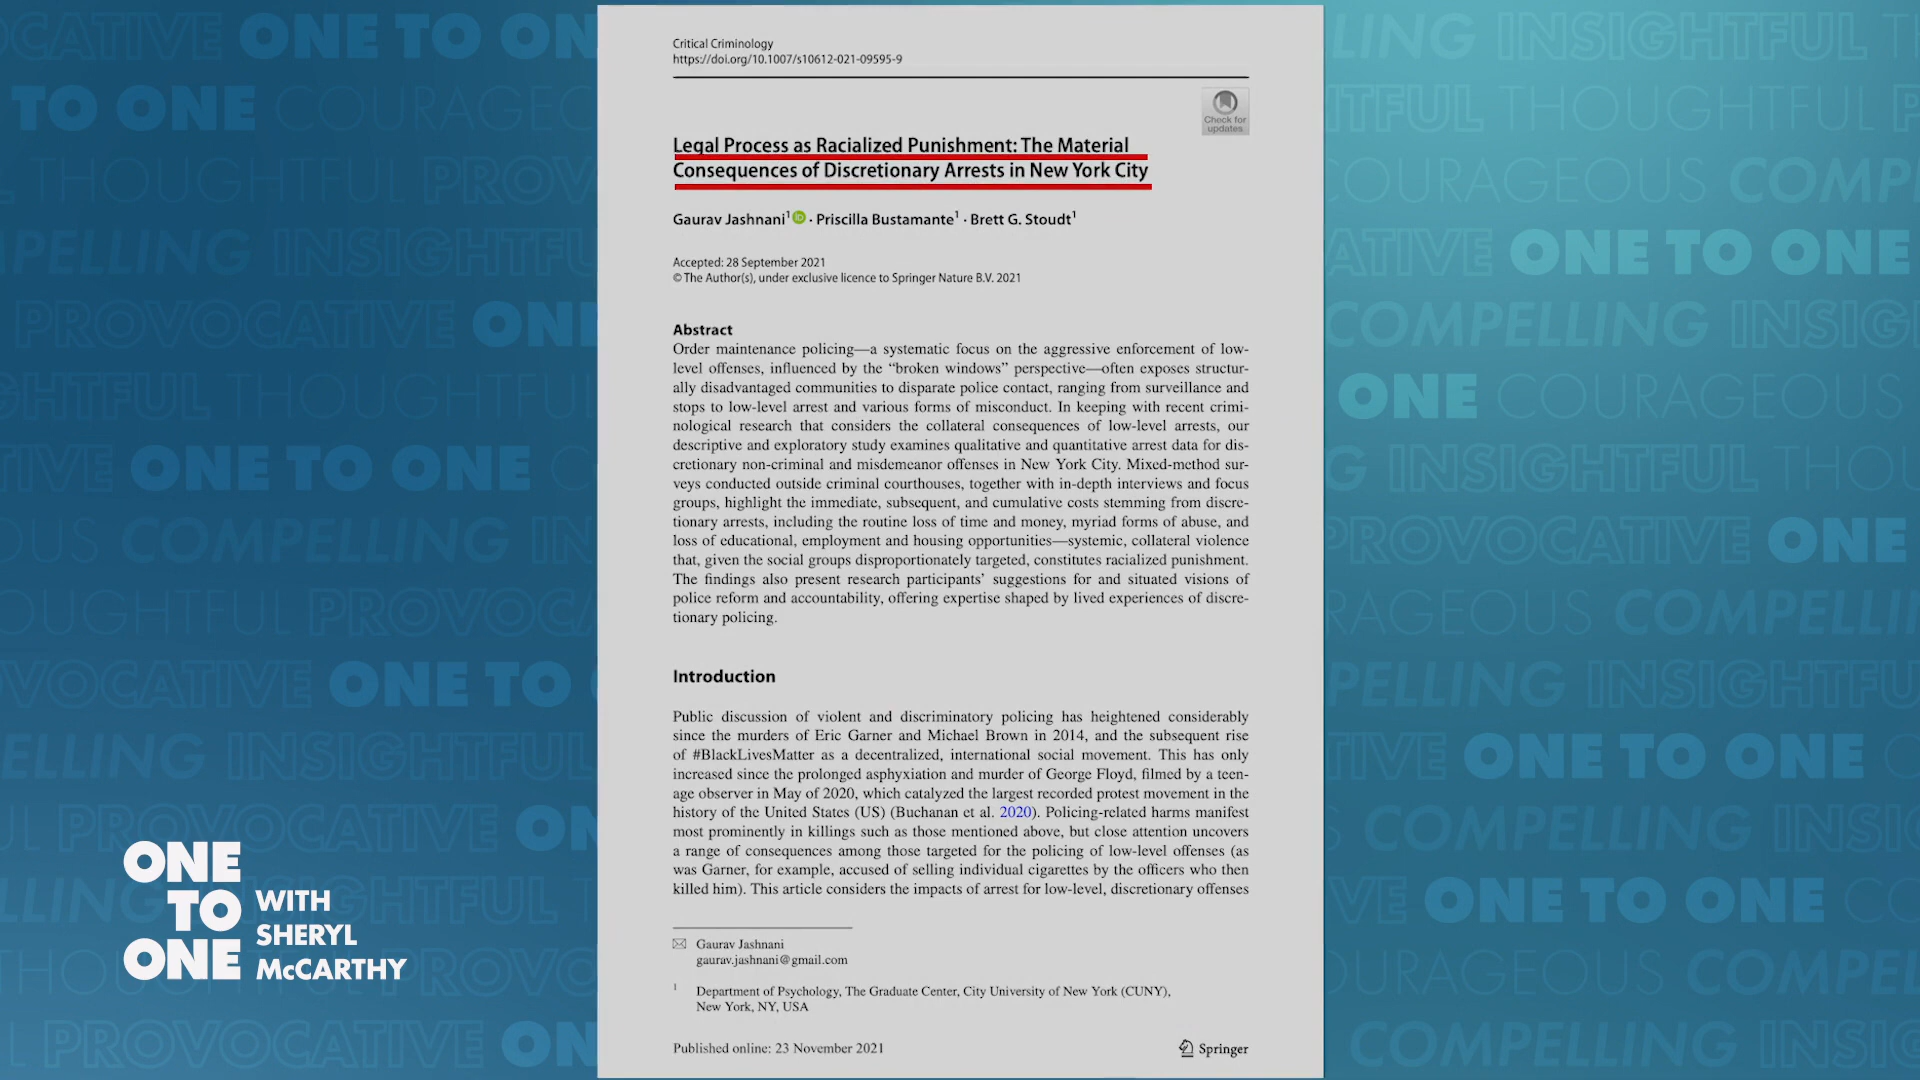 Critical Criminology
https://doi.org/10.1007/s10612-021-09595-9
Check for
updates
Legal Process as Racialized Punishment: The Material
Consequences of Discretionary Arrests in New York City
Gaurav Jashnani¹ · Priscilla Bustamante¹ · Brett G. Stoudt¹
Accepted: 28 September 2021
© The Author(s), under exclusive licence to Springer Nature B.V. 2021
Abstract
Order maintenance policing—a systematic focus on the aggressive enforcement of low-
level offenses, influenced by the “broken windows” perspective—often exposes structur-
ally disadvantaged communities to disparate police contact, ranging from surveillance and
stops to low-level arrest and various forms of misconduct. In keeping with recent crimi-
nological research that considers the collateral consequences of low-level arrests, our
descriptive and exploratory study examines qualitative and quantitative arrest data for dis-
cretionary non-criminal and misdemeanor offenses in New York City. Mixed-method sur-
veys conducted outside criminal courthouses, together with in-depth interviews and focus
groups, highlight the immediate, subsequent, and cumulative costs stemming from discre-
tionary arrests, including the routine loss of time and money, myriad forms of abuse, and
loss of educational, employment and housing opportunities—systemic, collateral violence
that, given the social groups disproportionately targeted, constitutes racialized punishment.
The findings also present research participants’ suggestions for and situated visions of
police reform and accountability, offering expertise shaped by lived experiences of discre-
tionary policing.
Introduction
Public discussion of violent and discriminatory policing has heightened considerably
since the murders of Eric Garner and Michael Brown in 2014, and the subsequent rise
of #BlackLivesMatter as a decentralized, international social movement. This has only
increased since the prolonged asphyxiation and murder of George Floyd, filmed by a teen-
age observer in May of 2020, which catalyzed the largest recorded protest movement in the
history of the United States (US) (Buchanan et al. 2020). Policing-related harms manifest
most prominently in killings such as those mentioned above, but close attention uncovers
a range of consequences among those targeted for the policing of low-level offenses (as
was Garner, for example, accused of selling individual cigarettes by the officers who then
killed him). This article considers the impacts of arrest for low-level, discretionary offenses
Gaurav Jashnani
gaurav.jashnani@gmail.com
1 Department of Psychology, The Graduate Center, City University of New York (CUNY),
New York, NY, USA
Published online: 23 November 2021
Springer
ONE
TO
ONE
WITH
SHERYL
McCARTHY